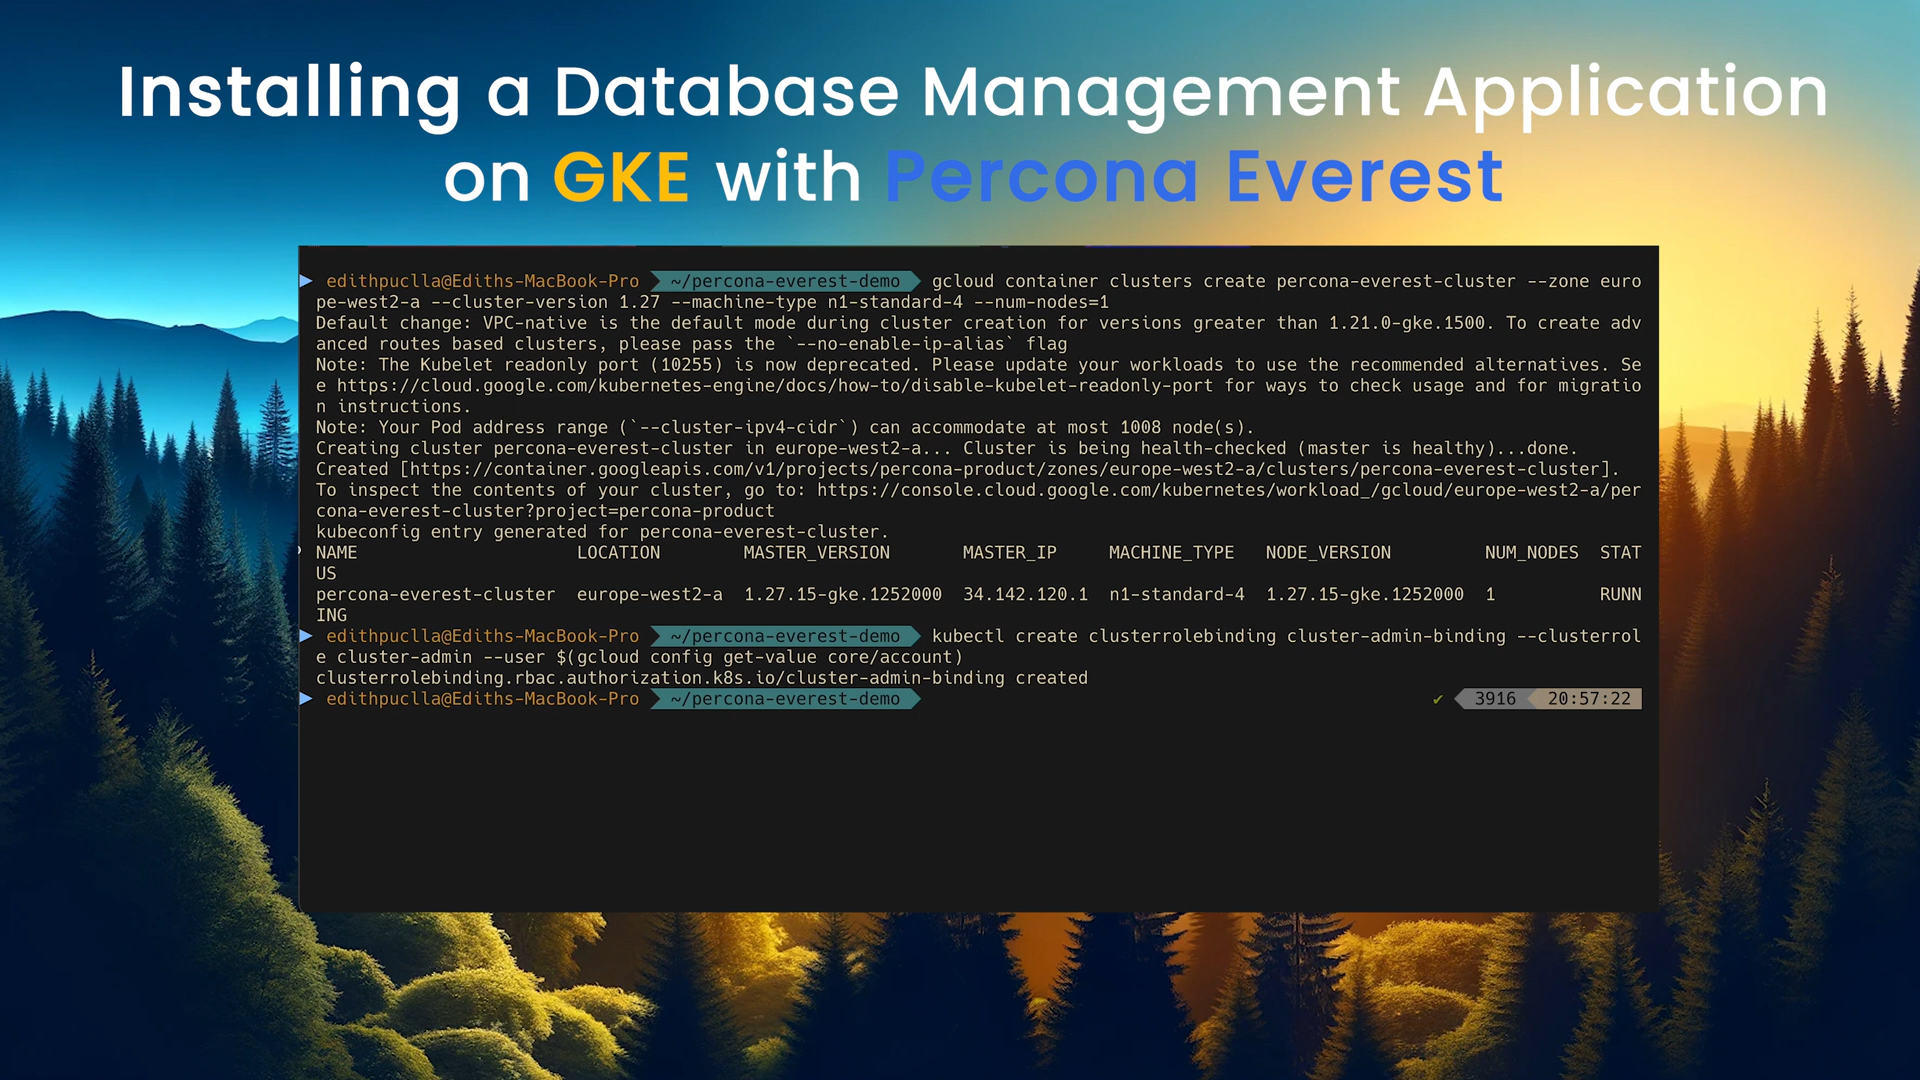 Installing a Database Management Application
on GKE with Percona Everest
edithpuclla@Ediths-MacBook-Pro ~/percona-everest-demo gcloud container clusters create percona-everest-cluster --zone euro
pe-west2-a --cluster-version 1.27 --machine-type n1-standard-4 --num-nodes=1
Default change: VPC-native is the default mode during cluster creation for versions greater than 1.21.0-gke.1500. To create adv
anced routes based clusters, please pass the `--no-enable-ip-alias` flag
Note: The Kubelet readonly port (10255) is now deprecated. Please update your workloads to use the recommended alternatives. Se
e https://cloud.google.com/kubernetes-engine/docs/how-to/disable-kubelet-readonly-port for ways to check usage and for migratio
n instructions.
Note: Your Pod address range (`--cluster-ipv4-cidr`) can accommodate at most 1008 node(s).
Creating cluster percona-everest-cluster in europe-west2-a... Cluster is being health-checked (master is healthy)...done.
Created [https://container.googleapis.com/v1/projects/percona-product/zones/europe-west2-a/clusters/percona-everest-cluster].
To inspect the contents of your cluster, go to: https://console.cloud.google.com/kubernetes/workload_/gcloud/europe-west2-a/per
cona-everest-cluster?project=percona-product
kubeconfig entry generated for percona-everest-cluster.
NAME LOCATION MASTER_VERSION MASTER_IP MACHINE_TYPE NODE_VERSION NUM_NODES STAT
US
percona-everest-cluster europe-west2-a 1.27.15-gke.1252000 34.142.120.1 n1-standard-4 1.27.15-gke.1252000 1 RUNN
ING
edithpuclla@Ediths-MacBook-Pro ~/percona-everest-demo kubectl create clusterrolebinding cluster-admin-binding --clusterrol
e cluster-admin --user $(gcloud config get-value core/account)
clusterrolebinding.rbac.authorization.k8s.io/cluster-admin-binding created
edithpuclla@Ediths-MacBook-Pro ~/percona-everest-demo ✔ 3916 20:57:22